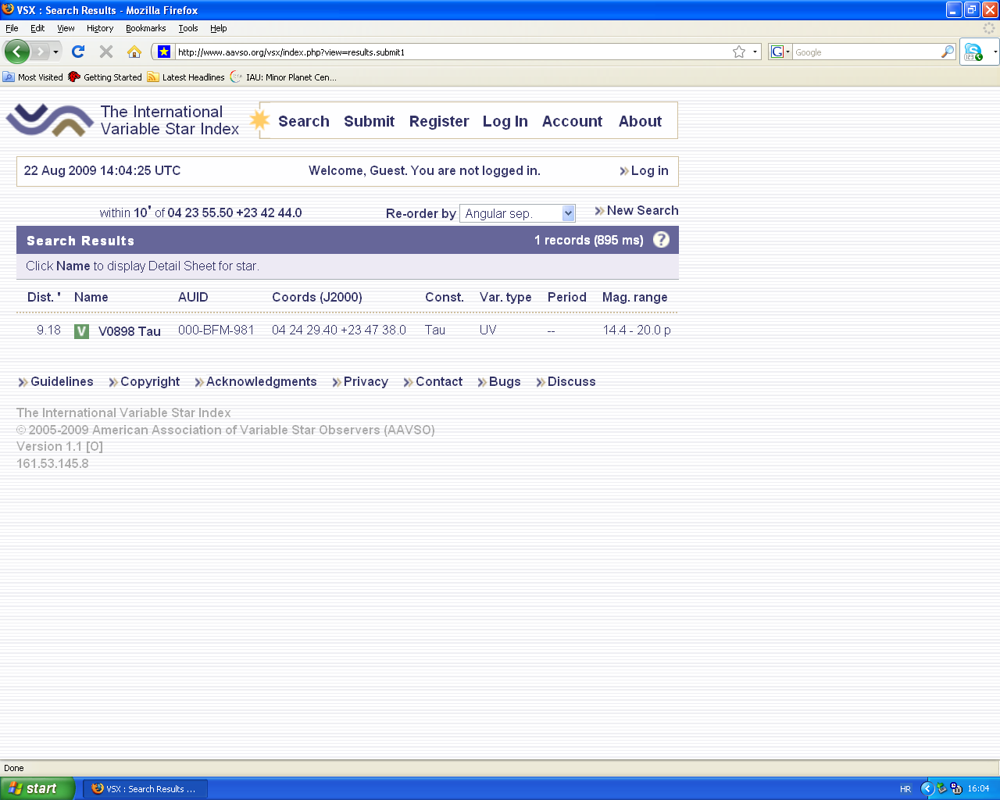 VSX : Search Results - Mozilla Firefox
File Edit View History Bookmarks Tools Help
http://www.aavso.org/vsx/index.php?view=results.submit1
G Google
Most Visited Getting Started Latest Headlines IAU: Minor Planet Cen...
The International
Variable Star Index
Search Submit Register Log In Account About
22 Aug 2009 14:04:25 UTC Welcome, Guest. You are not logged in. Log in
within 10' of 04 23 55.50 +23 42 44.0 Re-order by Angular sep. New Search
Search Results 1 records (895 ms) ?
Click Name to display Detail Sheet for star.
Dist. ' Name AUID Coords (J2000) Const. Var. type Period Mag. range
9.18 V V0898 Tau 000-BFM-981 04 24 29.40 +23 47 38.0 Tau UV -- 14.4 - 20.0 p
Guidelines Copyright Acknowledgments Privacy Contact Bugs Discuss
The International Variable Star Index
© 2005-2009 American Association of Variable Star Observers (AAVSO)
Version 1.1 [O]
161.53.145.8
Done
start VSX : Search Results ... HR 16:04